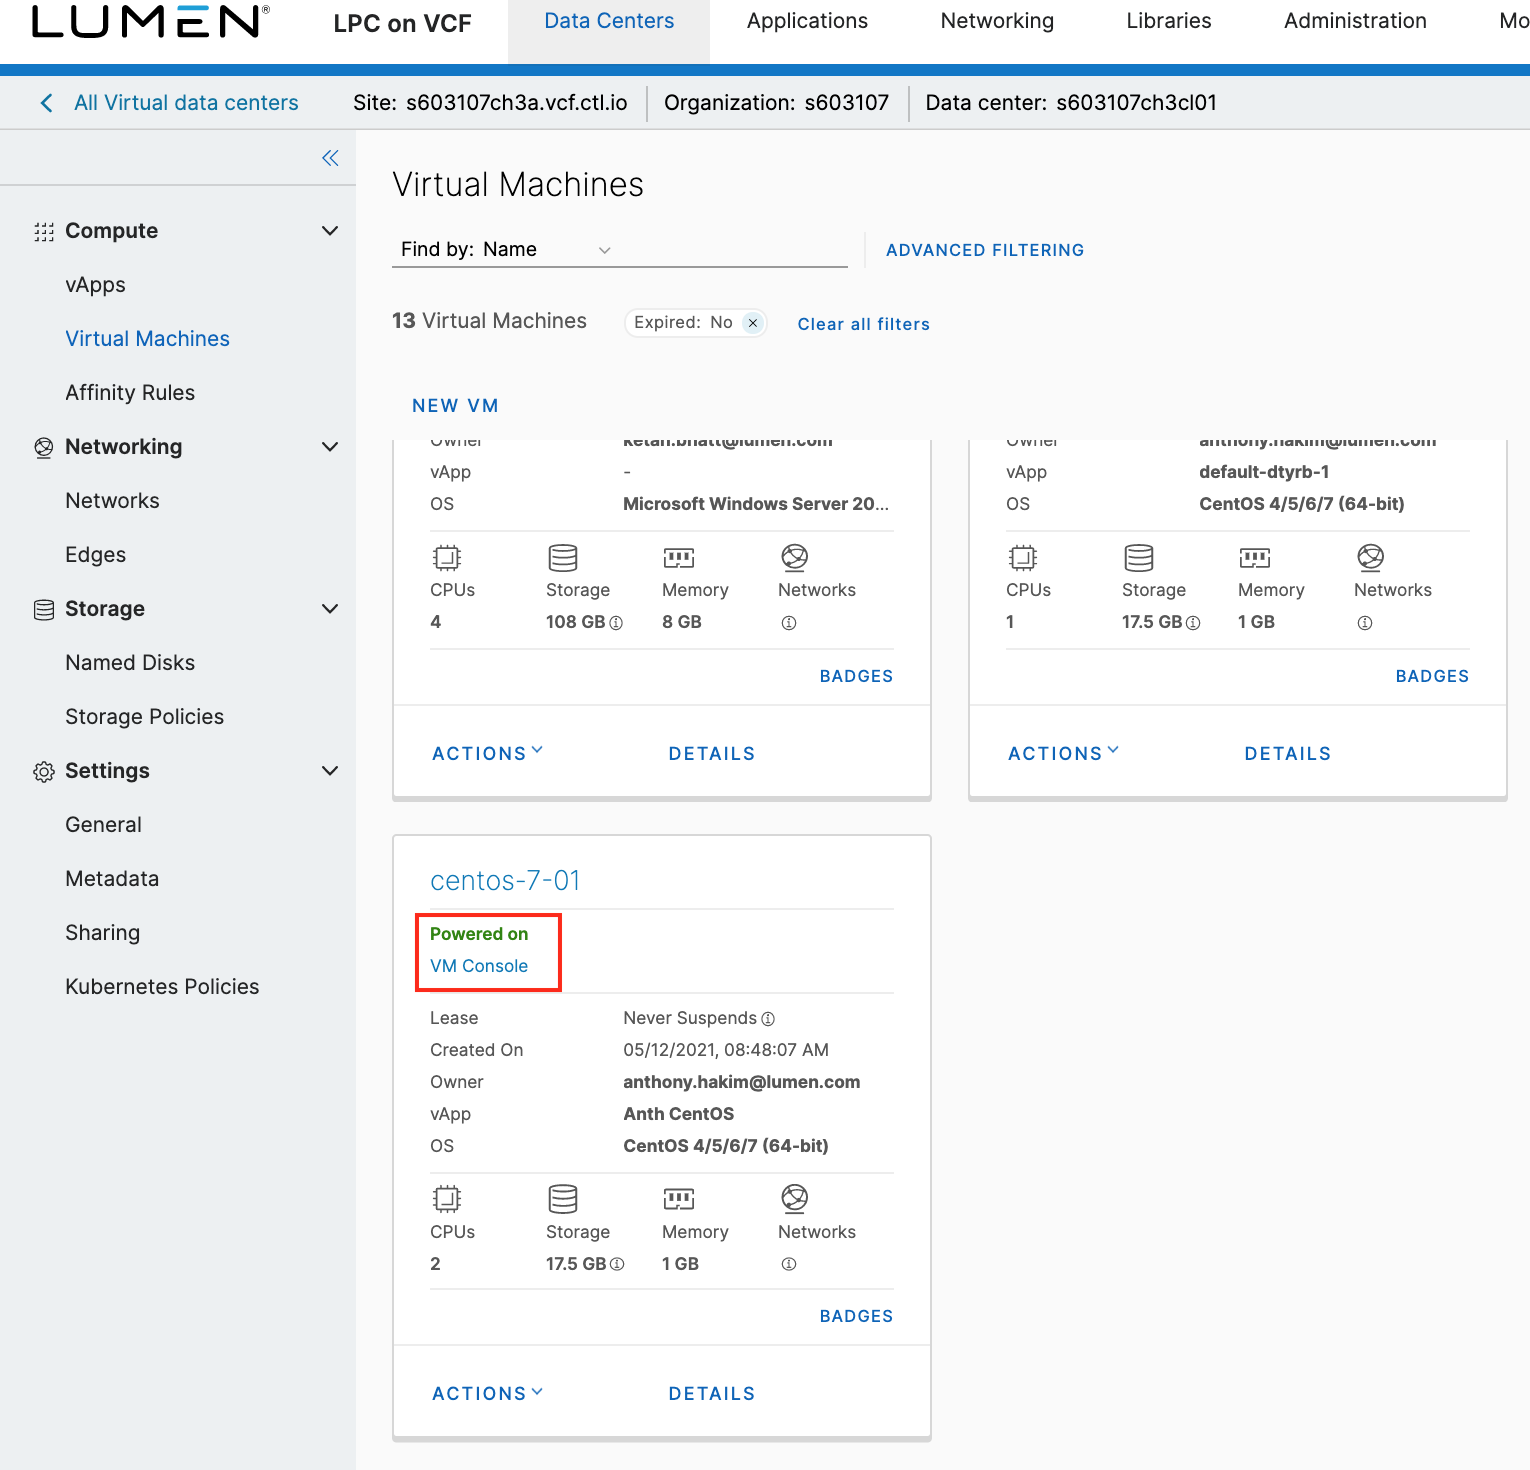 LUMEN®
LPC on VCF
Data Centers
Applications
Networking
Libraries
Administration
Mo
All Virtual data centers
Site: s603107ch3a.vcf.ctl.io
Organization: s603107
Data center: s603107ch3cl01
Compute
vApps
Virtual Machines
Affinity Rules
Networking
Networks
Edges
Storage
Named Disks
Storage Policies
Settings
General
Metadata
Sharing
Kubernetes Policies
Virtual Machines
Find by: Name
ADVANCED FILTERING
13 Virtual Machines
Expired: No
Clear all filters
NEW VM
Owner ketan.bhatt@lumen.com
vApp -
OS Microsoft Windows Server 20...
CPUs Storage Memory Networks
4 108 GB 8 GB
BADGES
ACTIONS DETAILS
Owner anthony.hakim@lumen.com
vApp default-dtyrb-1
OS CentOS 4/5/6/7 (64-bit)
CPUs Storage Memory Networks
1 17.5 GB 1 GB
BADGES
ACTIONS DETAILS
centos-7-01
Powered on
VM Console
Lease Never Suspends
Created On 05/12/2021, 08:48:07 AM
Owner anthony.hakim@lumen.com
vApp Anth CentOS
OS CentOS 4/5/6/7 (64-bit)
CPUs Storage Memory Networks
2 17.5 GB 1 GB
BADGES
ACTIONS DETAILS